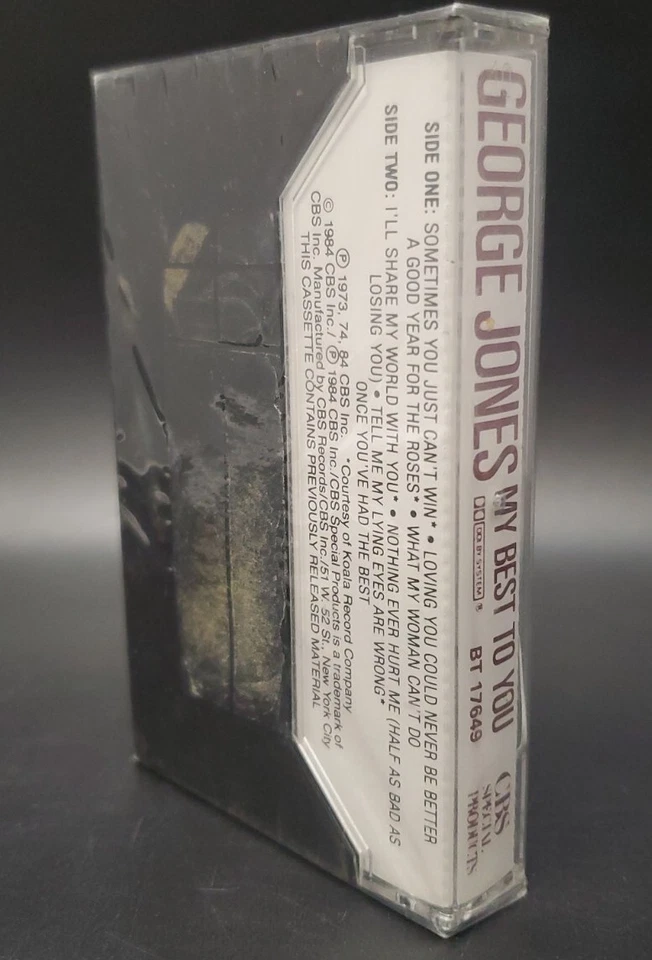 GEORGE JONES MY BEST TO YOU
DOLBY SYSTEM ®
BT 17649
CBS
SPECIAL
PRODUCTS
SIDE ONE: SOMETIMES YOU JUST CAN'T WIN* • LOVING YOU COULD NEVER BE BETTER
A GOOD YEAR FOR THE ROSES* • WHAT MY WOMAN CAN'T DO
SIDE TWO: I'LL SHARE MY WORLD WITH YOU* • NOTHING EVER HURT ME (HALF AS BAD AS
LOSING YOU) • TELL ME MY LYING EYES ARE WRONG*
ONCE YOU'VE HAD THE BEST
℗ 1973, 74, 84 CBS Inc. *Courtesy of Koala Record Company
© 1984 CBS Inc./ ℗ 1984 CBS Inc./CBS Special Products is a trademark of
CBS Inc. Manufactured by CBS Records/CBS Inc./51 W. 52 St., New York City
THIS CASSETTE CONTAINS PREVIOUSLY RELEASED MATERIAL